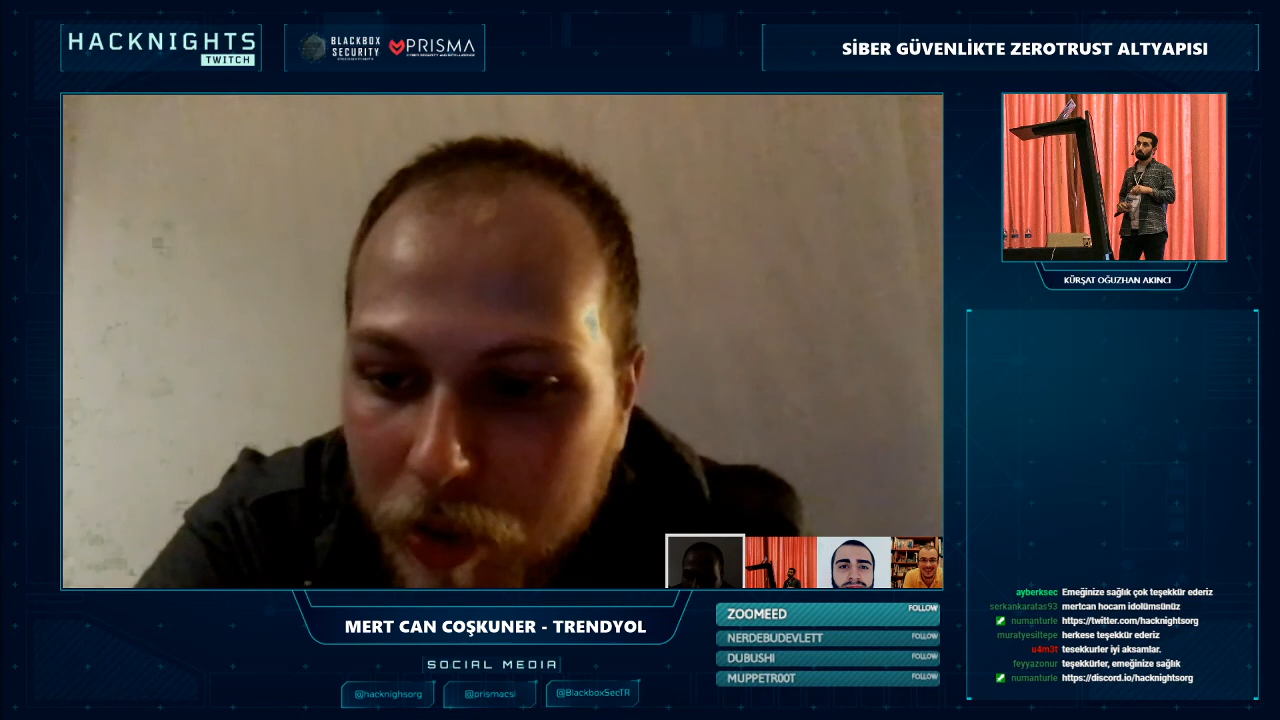 HACKNIGHTS
TWITCH
BLACKBOX
SECURITY
PRISMA
SİBER GÜVENLİKTE ZEROTRUST ALTYAPISI
KÜRŞAT OĞUZHAN AKINCI
MERT CAN COŞKUNER - TRENDYOL
SOCIAL MEDIA
@hacknighsorg
@prismacsi
@BlackboxSecTR
ZOOMEED FOLLOW
NERDEBUDEVLETT FOLLOW
DUBUSHI FOLLOW
MUPPETR00T FOLLOW
ayberksec Emeğinize sağlık çok teşekkür ederiz
serkankaratas93 mertcan hocam idolümsünüz
numanturle https://twitter.com/hacknightsorg
muratyesiltepe herkese teşekkür ederiz
u4m3t tesekkurler iyi aksamlar.
feyyazonur teşekkürler, emeğinize sağlık
numanturle https://discord.io/hacknightsorg